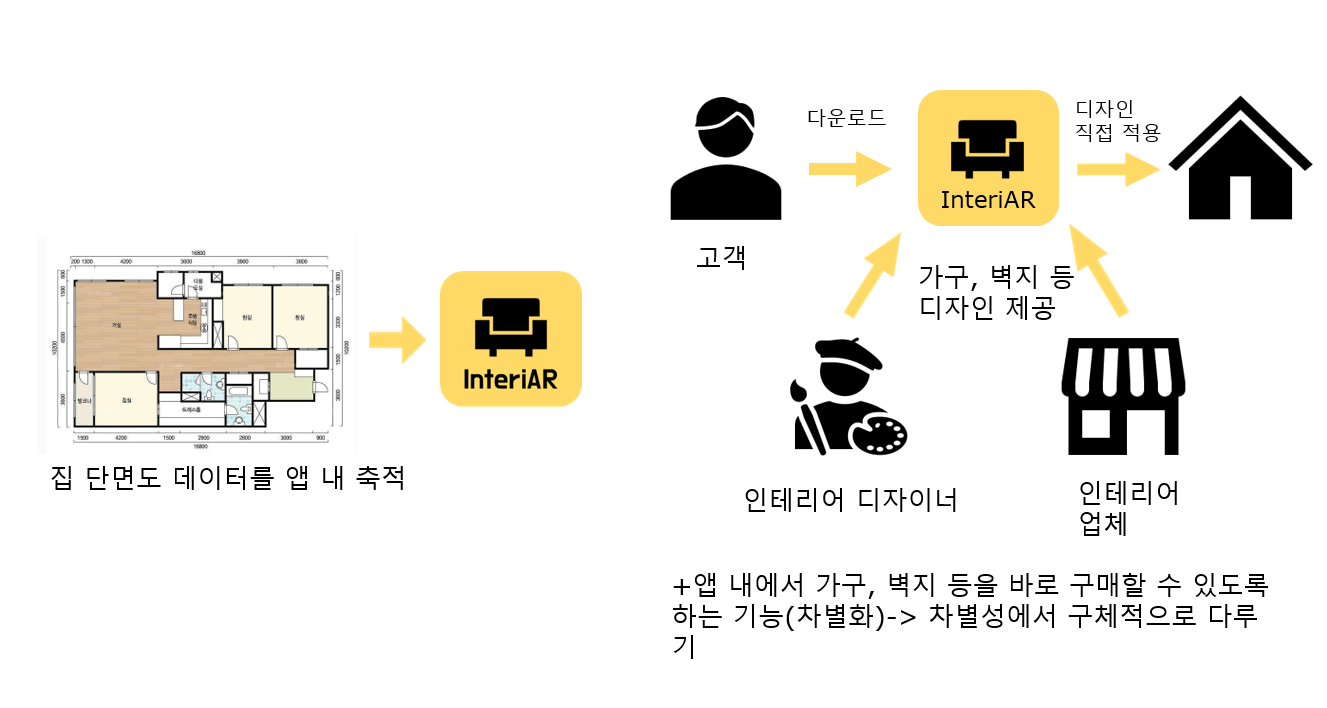 16800
200 1300 4200 3600 3900 3600
거실
주방
식당
침실
침실
발코니
침실
드레스룸
1500 4200 1500 2900 2800 3000 900
16800
InteriAR
집 단면도 데이터를 앱 내 축적
다운로드
InteriAR
디자인
직접 적용
고객
가구, 벽지 등
디자인 제공
인테리어 디자이너
인테리어
업체
+앱 내에서 가구, 벽지 등을 바로 구매할 수 있도록
하는 기능(차별화)-> 차별성에서 구체적으로 다루
기